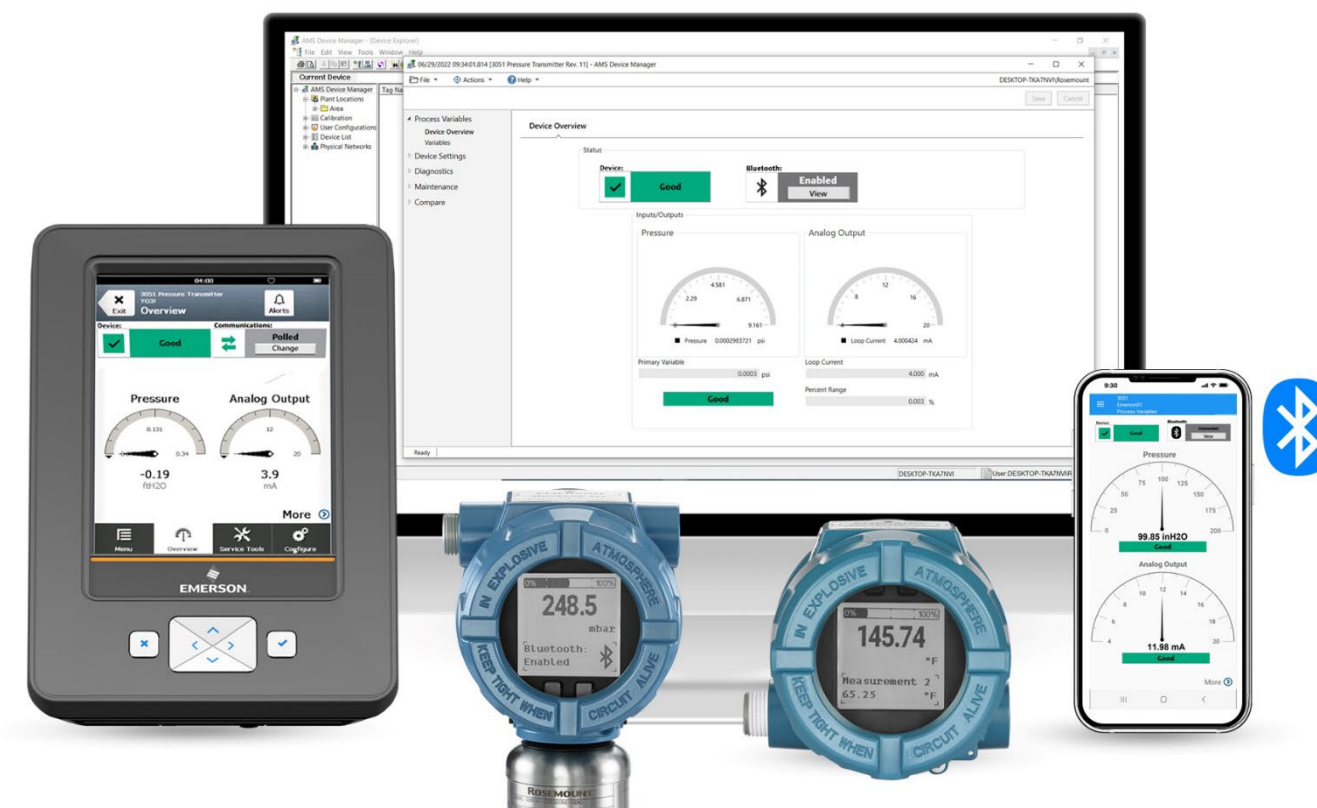 AMS Device Manager - [Device Explorer]
File Edit View Tools Window Help
Current Device
AMS Device Manager
Plant Locations
Area
Calibration
User Configurations
Device List
Physical Networks
Tag Na
06/29/2022 09:34:01.814 [3051 Pressure Transmitter Rev. 11] - AMS Device Manager
File Actions Help
DESKTOP-TKA7NVI\Rosemount
Save Cancel
Process Variables
Device Overview
Variables
Device Settings
Diagnostics
Maintenance
Compare
Device Overview
Status
Device:
Good
Bluetooth:
Enabled
View
Inputs/Outputs
Pressure
4.581
2.29 6.871
9.161
Pressure 0.0002983721 psi
Analog Output
12
8 16
20
Loop Current 4.000424 mA
Primary Variable
0.0003 psi
Good
Loop Current
4.000 mA
Percent Range
0.003 %
Ready
DESKTOP-TKA7NVI
User:DESKTOP-TKA7NVI\R
04:00
Exit
3051 Pressure Transmitter
Overview
Alerts
Device:
Good
Communications:
Polled
Change
Pressure
0.131
0.34
-0.19
ftH2O
Analog Output
12
20
3.9
mA
More
Menu Overview Service Tools Configure
EMERSON
IN EXPLOSIVE ATMOSPHERE
KEEP TIGHT WHEN CIRCUIT ALIVE
0% 100%
248.5
mbar
Bluetooth:
Enabled
ROSEMOUNT
IN EXPLOSIVE ATMOSPHERE
KEEP TIGHT WHEN CIRCUIT ALIVE
0% 100%
145.74
°F
Measurement 2
65.25 °F
9:30
3051
Emerson01
Process Variables
Device:
Good
Bluetooth:
Connected
View
Pressure
0 25 50 75 100 125 150 175 200
99.85 inH2O
Good
Analog Output
4 6 8 10 12 14 16 18 20
11.98 mA
Good
More